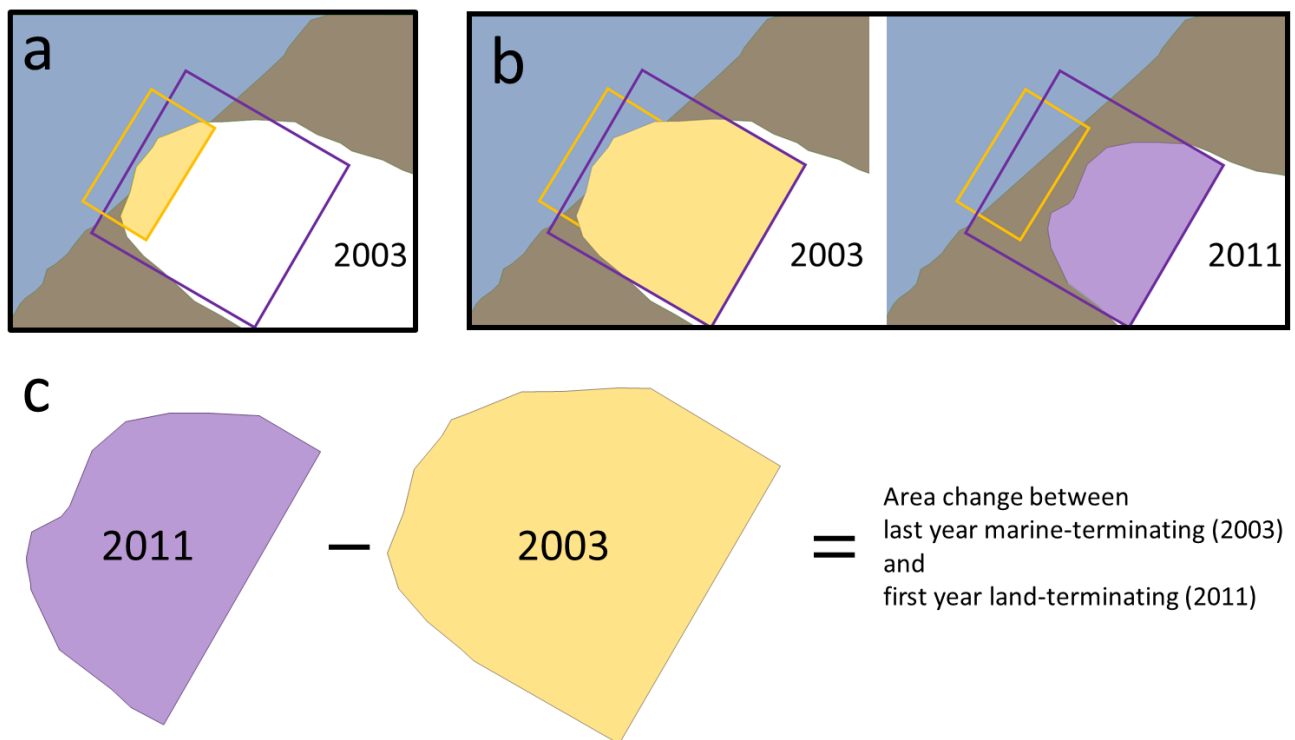 a
2003
b
2003
2011
c
2011
–
2003
=
Area change between
last year marine-terminating (2003)
and
first year land-terminating (2011)